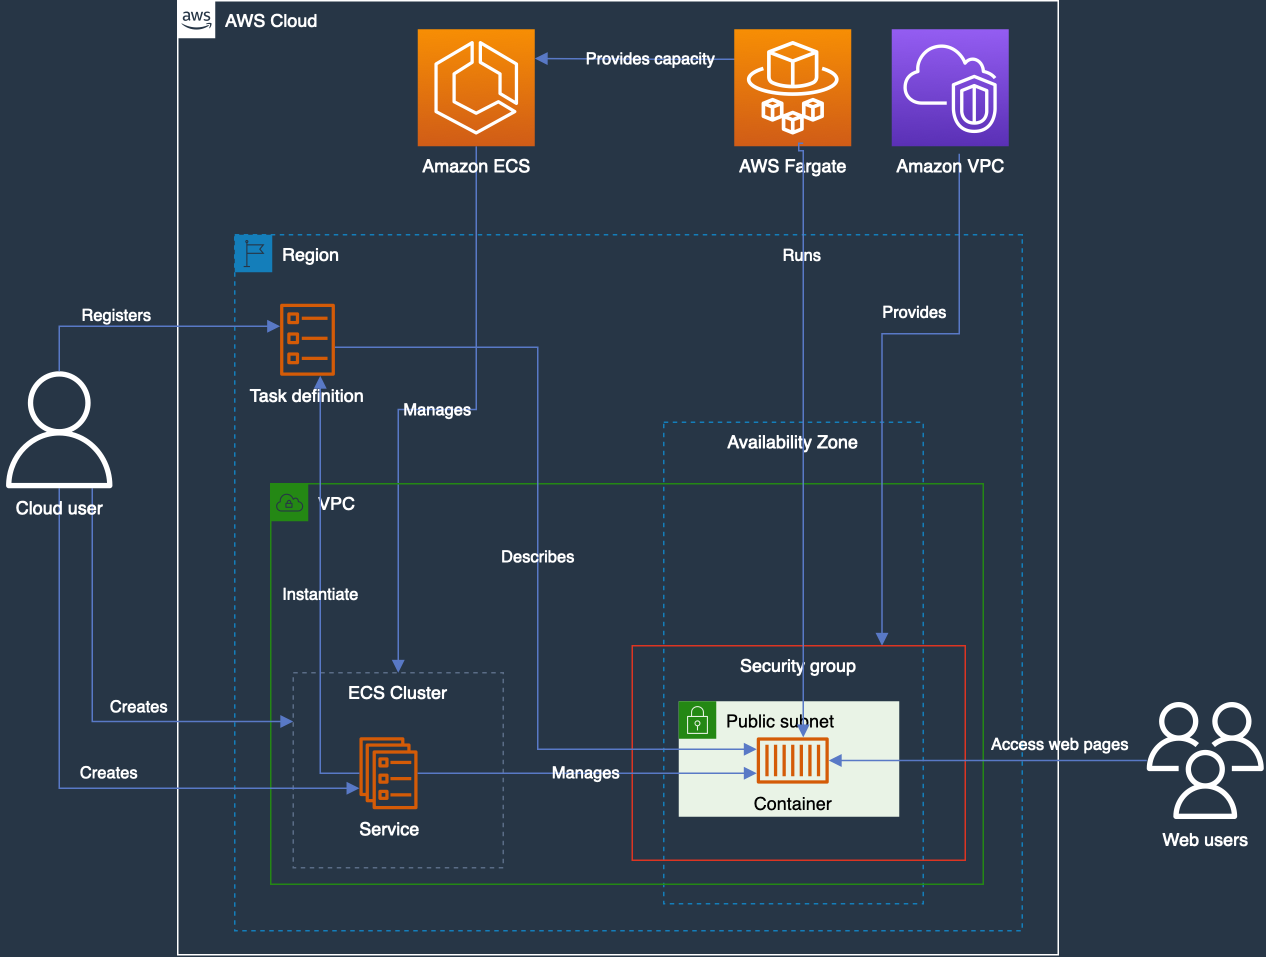 aws
AWS Cloud
Provides capacity
Amazon ECS
AWS Fargate
Amazon VPC
Region
Runs
Registers
Provides
Task definition
Manages
Availability Zone
Cloud user
VPC
Describes
Instantiate
Security group
ECS Cluster
Creates
Public subnet
Access web pages
Creates
Manages
Container
Service
Web users